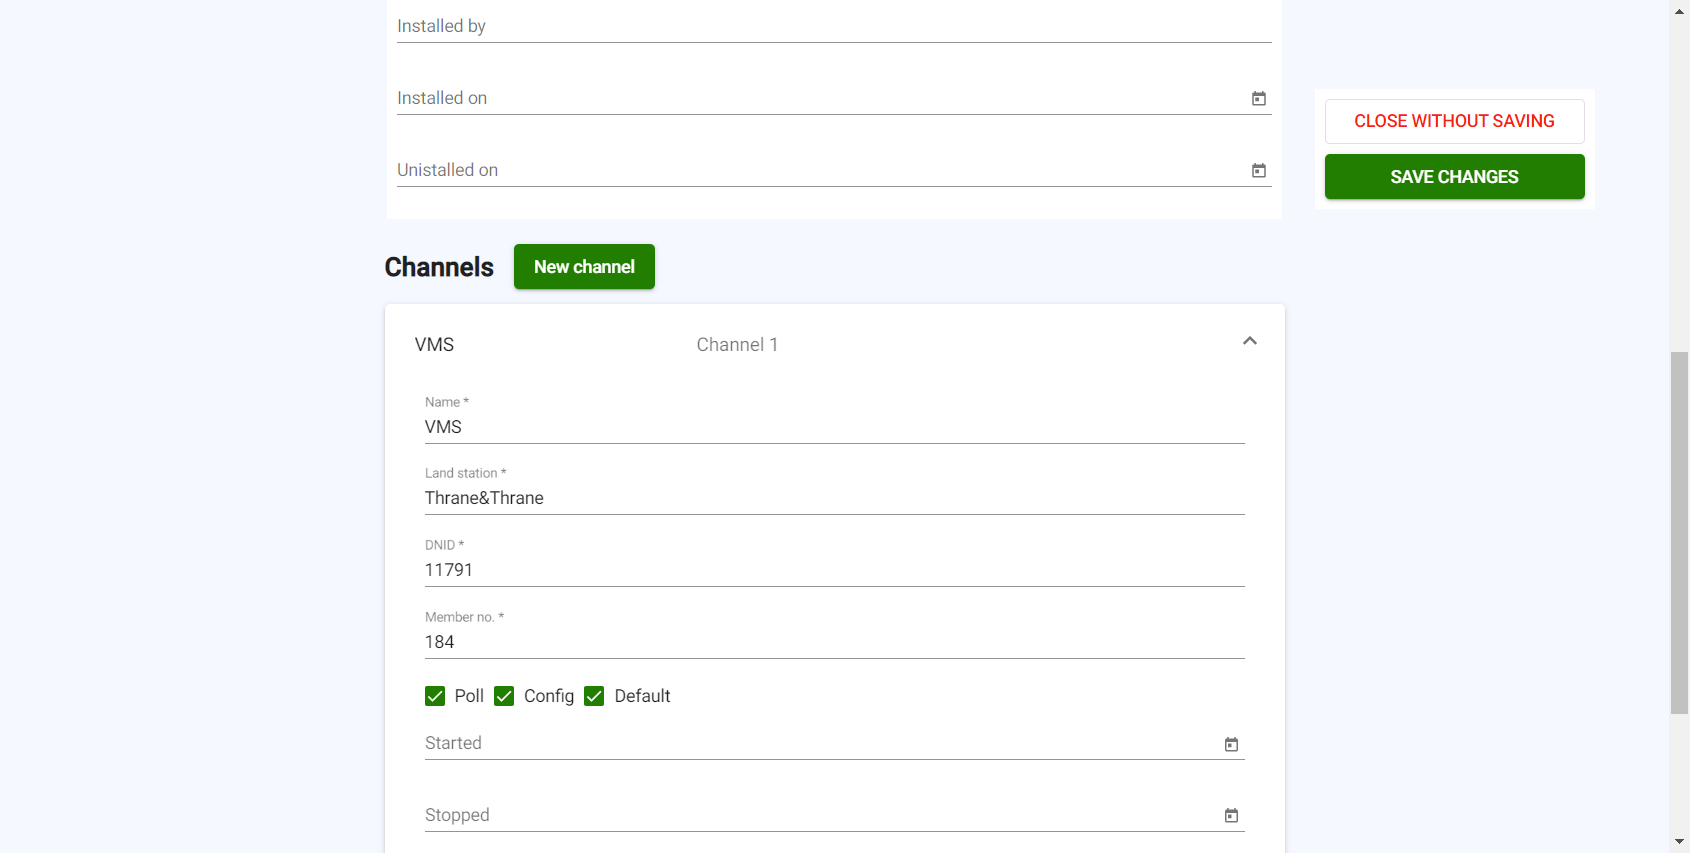 Installed by
Installed on
Unistalled on
CLOSE WITHOUT SAVING
SAVE CHANGES
Channels New channel
VMS Channel 1
Name *
VMS
Land station *
Thrane&Thrane
DNID *
11791
Member no. *
184
Poll Config Default
Started
Stopped